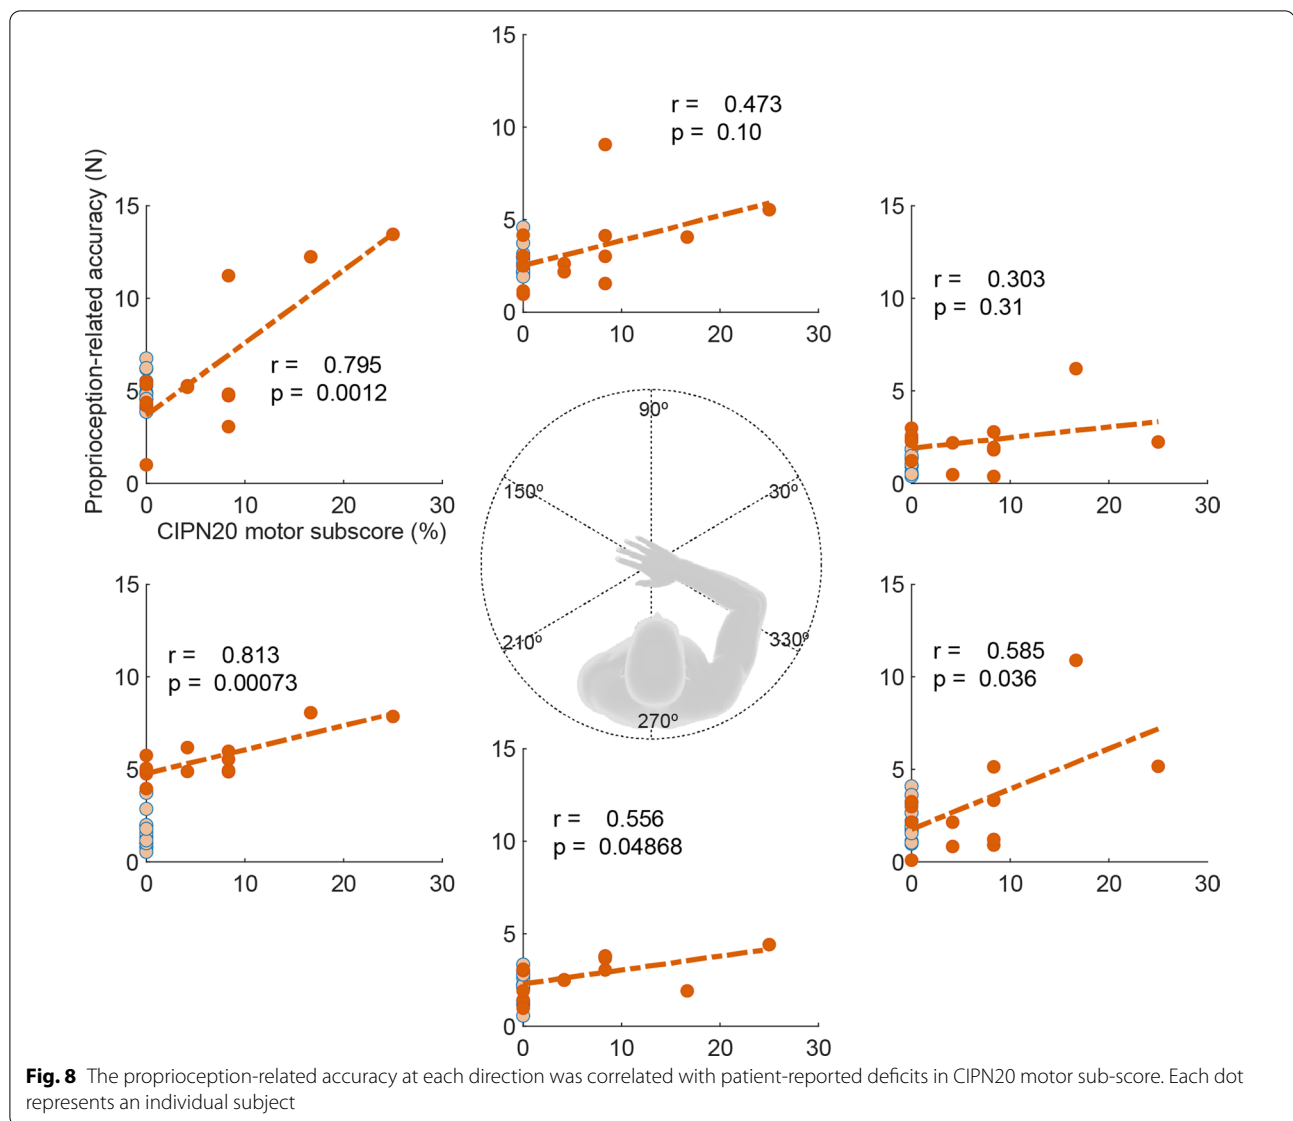 15
10
5
0
0
10
20
30
r = 0.473
p = 0.10
Proprioception-related accuracy (N)
15
10
5
0
0
10
20
30
CIPN20 motor subscore (%)
r = 0.795
p = 0.0012
15
10
5
0
0
10
20
30
r = 0.303
p = 0.31
90º
150º
30º
210º
330º
270º
15
10
5
0
0
10
20
30
r = 0.813
p = 0.00073
15
10
5
0
0
10
20
30
r = 0.585
p = 0.036
15
10
5
0
0
10
20
30
r = 0.556
p = 0.04868
Fig. 8 The proprioception-related accuracy at each direction was correlated with patient-reported deficits in CIPN20 motor sub-score. Each dot
represents an individual subject